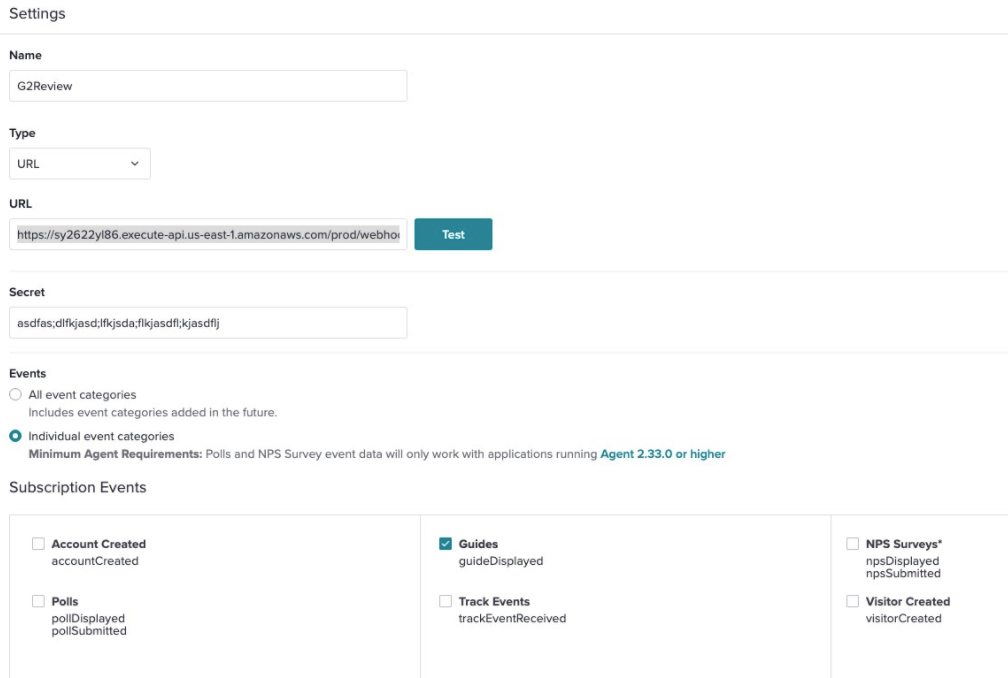 Settings
Name
G2Review
Type
URL
URL
https://sy2622yl86.execute-api.us-east-1.amazonaws.com/prod/webhoo
Test
Secret
asdfas;dlfkjasd;lfkjsda;flkjasdfl;kjasdflj
Events
All event categories
Includes event categories added in the future.
Individual event categories
Minimum Agent Requirements: Polls and NPS Survey event data will only work with applications running Agent 2.33.0 or higher
Subscription Events
Account Created
accountCreated
Guides
guideDisplayed
NPS Surveys*
npsDisplayed
npsSubmitted
Polls
pollDisplayed
pollSubmitted
Track Events
trackEventReceived
Visitor Created
visitorCreated